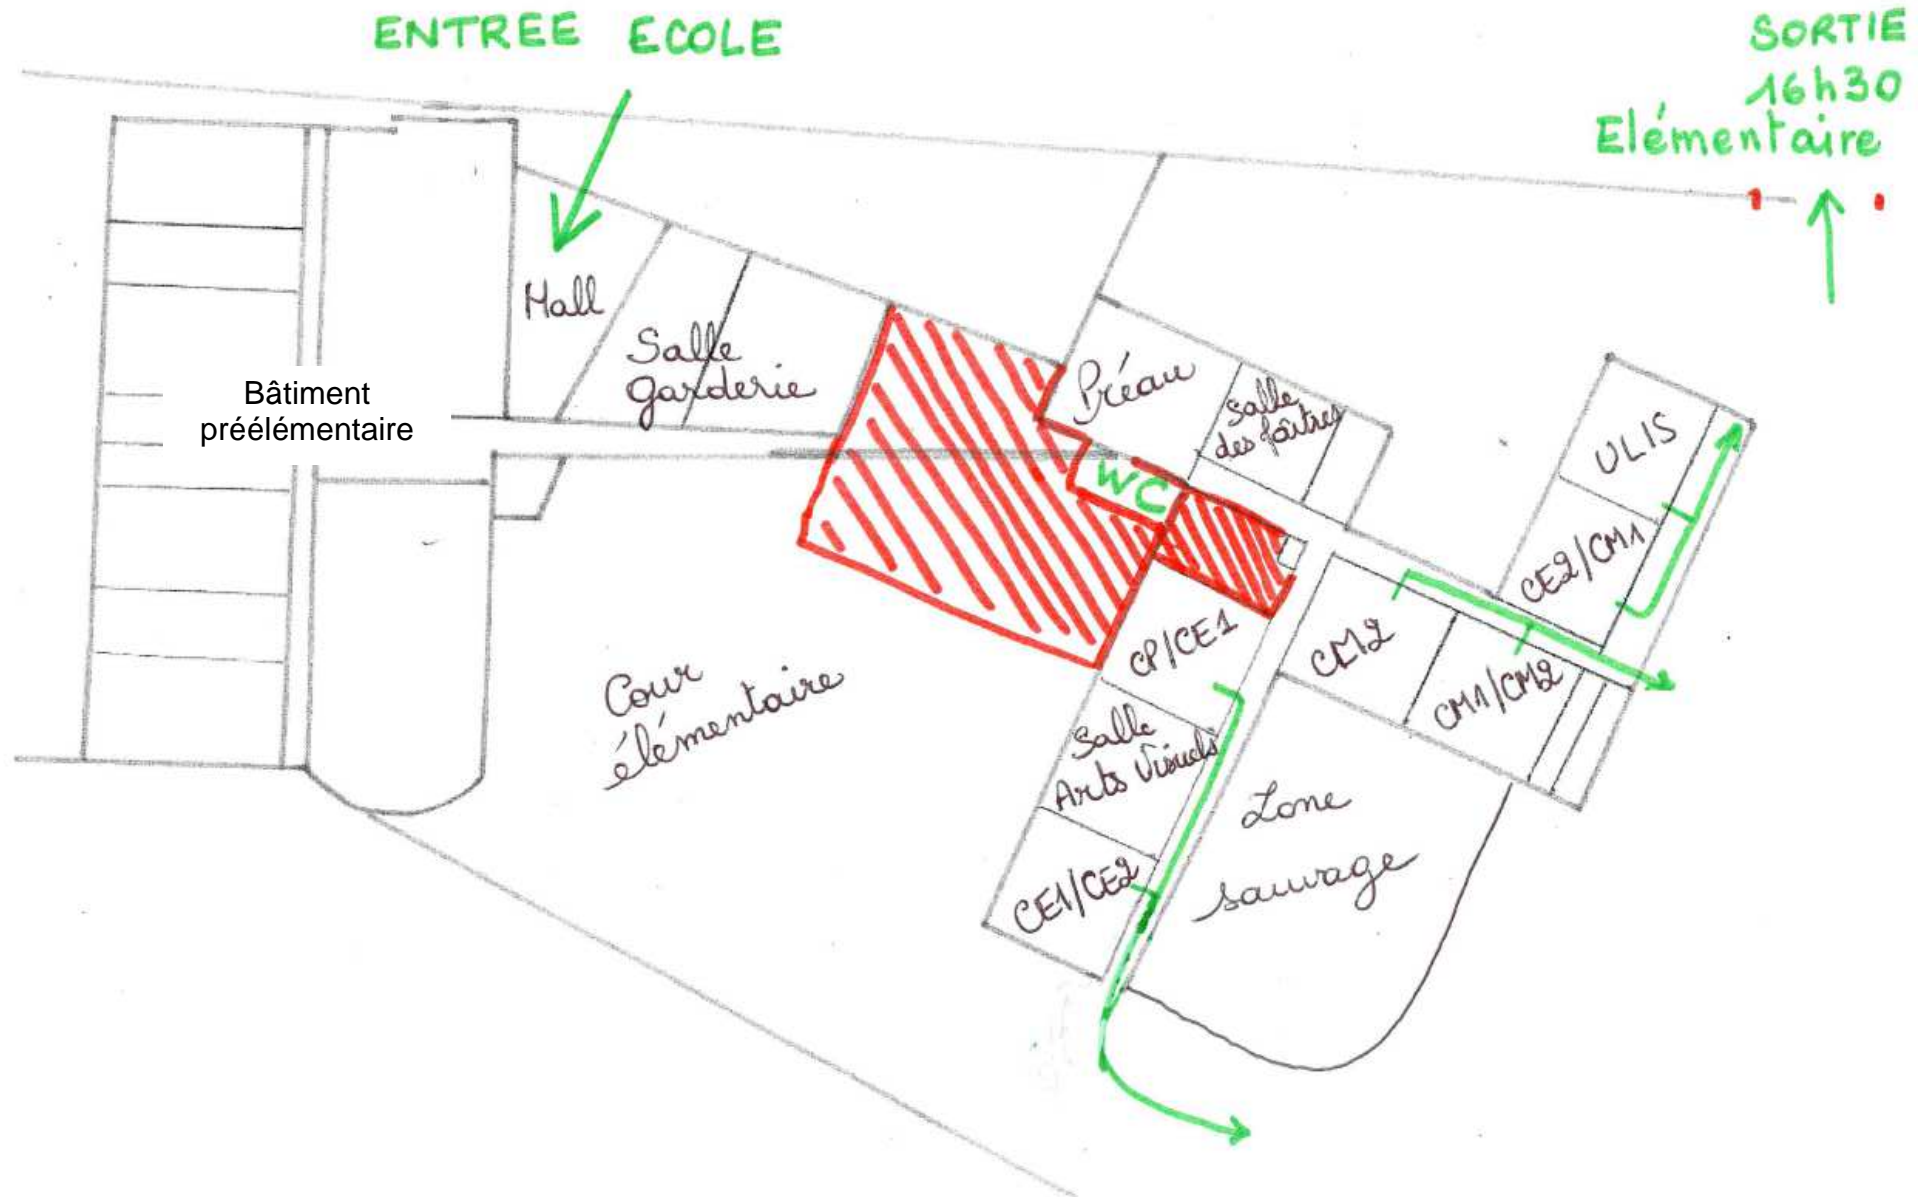 ENTREE ECOLE
SORTIE
16h30
Elémentaire
Hall
Salle
garderie
Bâtiment
préélémentaire
Préau
Salle
des
WC
ULIS
CE2/CM1
CP/CE1
CM2
CM1/CM2
Cour
élémentaire
Salle
Arts Visuels
CE1/CE2
Zone
sauvage